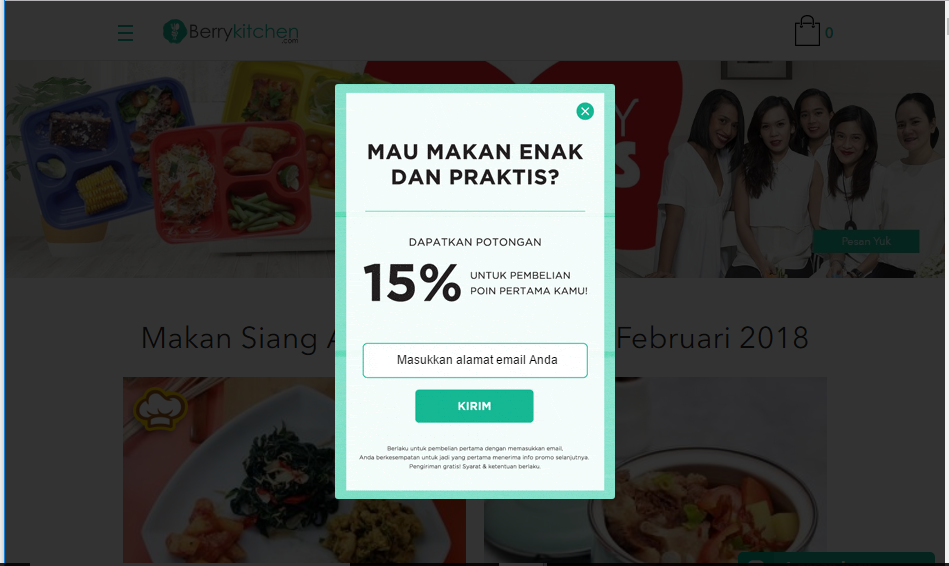 Berrykitchen
.com
0
MAU MAKAN ENAK
DAN PRAKTIS?
DAPATKAN POTONGAN
15%
UNTUK PEMBELIAN
POIN PERTAMA KAMU!
Pesan Yuk
Makan Siang
Februari 2018
Masukkan alamat email Anda
KIRIM
Berlaku untuk pembelian pertama dengan memasukkan email,
Anda berkesempatan untuk jadi yang pertama menerima info promo selanjutnya.
Pengiriman gratis! Syarat & ketentuan berlaku.